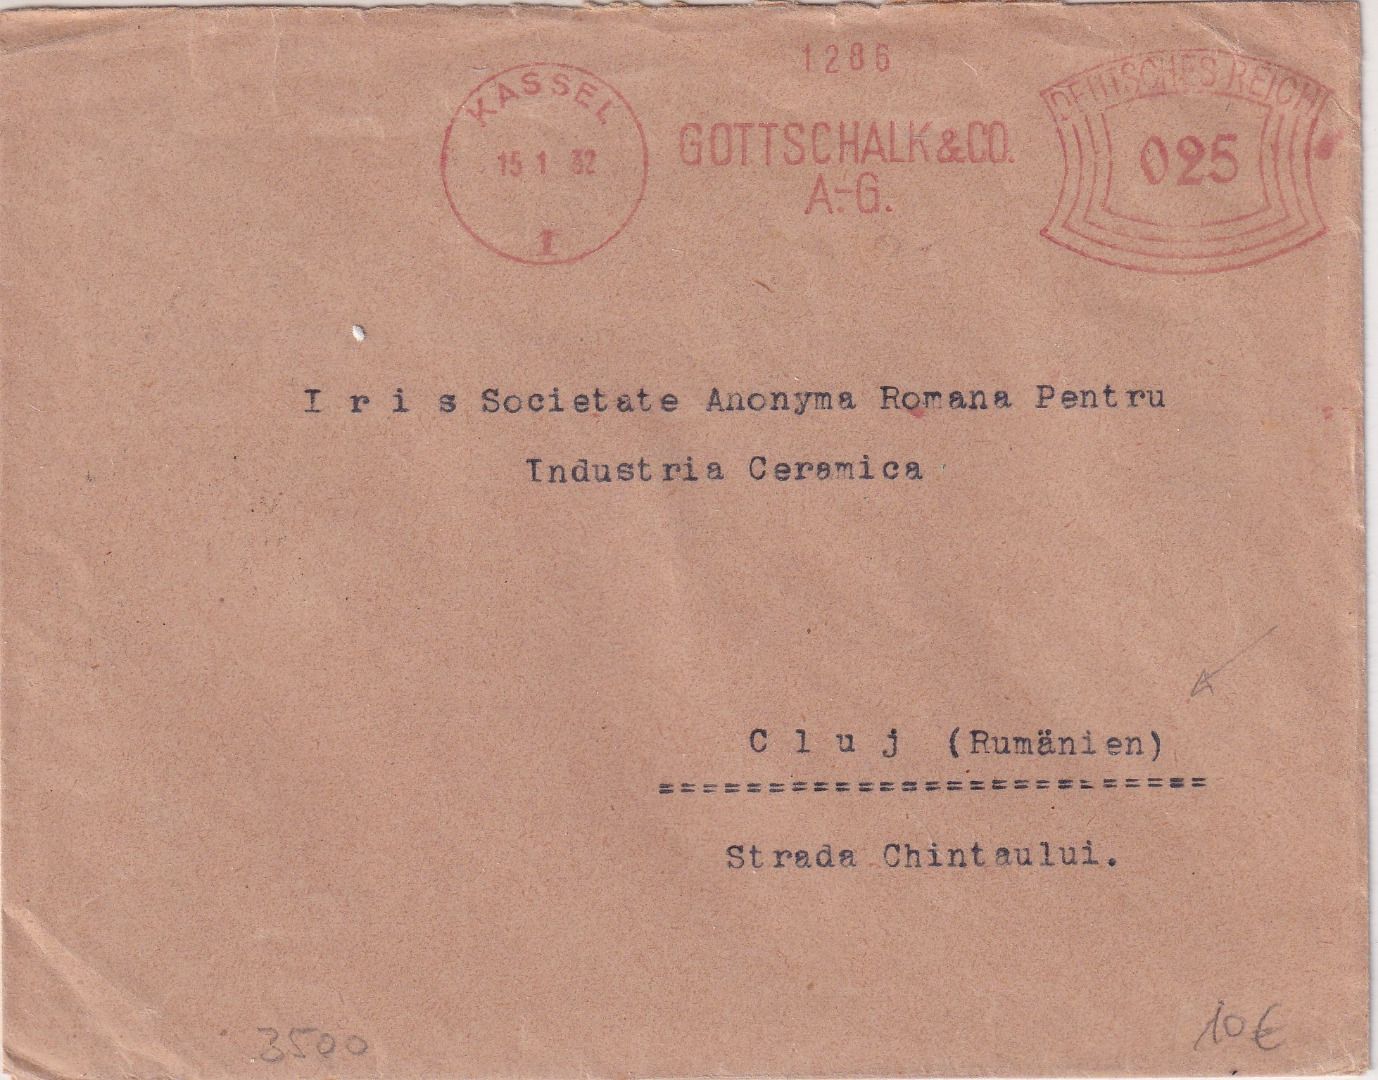 1286
KASSEL
15 1 32
I
GOTTSCHALK & CO.
A.-G.
DEUTSCHES REICH
025
I r i s Societate Anonyma Romana Pentru
Industria Ceramica
C l u j (Rumänien)
=========================
Strada Chintaului.
3500
10€